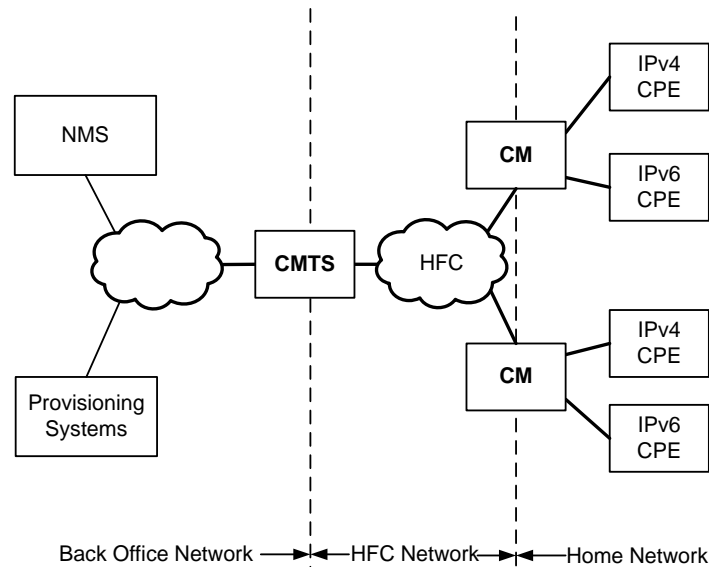 IPv4
CPE
NMS
CM
IPv6
CPE
CMTS
HFC
IPv4
CPE
CM
Provisioning
Systems
IPv6
CPE
Back Office Network
HFC Network
Home Network